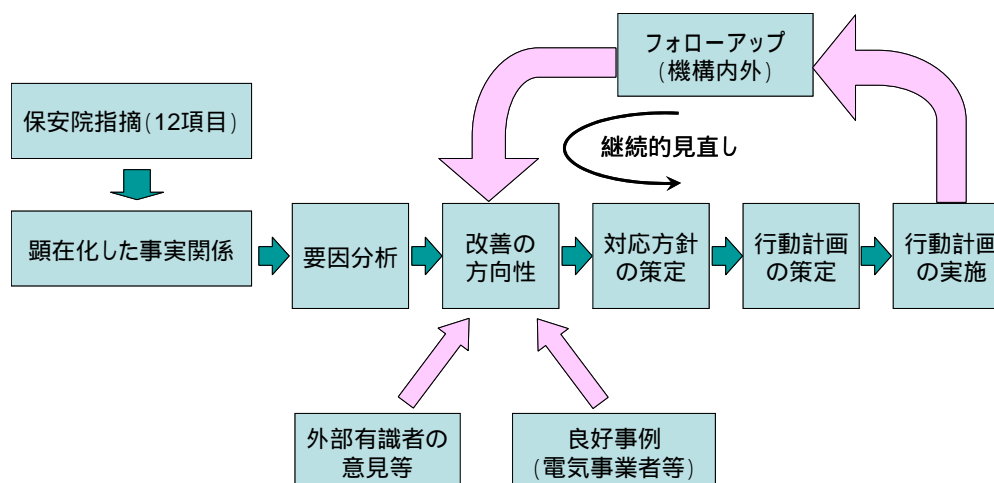 フォローアップ
(機構内外)
保安院指摘(12項目)
継続的見直し
顕在化した事実関係
要因分析
改善の
方向性
対応方針
の策定
行動計画
の策定
行動計画
の実施
外部有識者の
意見等
良好事例
(電気事業者等)